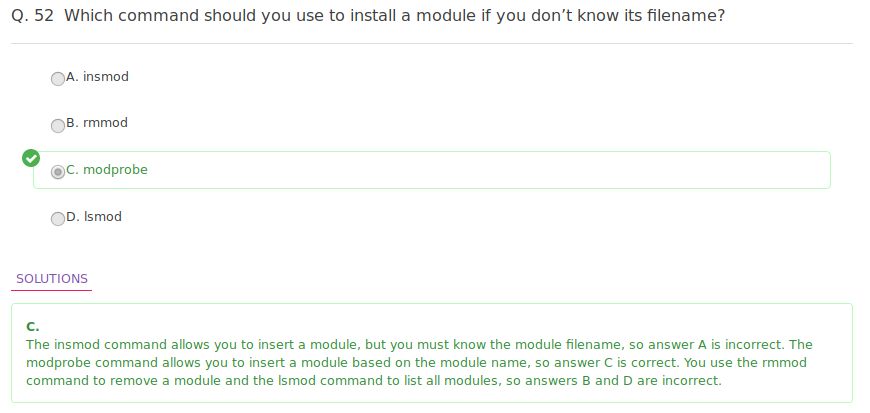 Q. 52 Which command should you use to install a module if you don’t know its filename?
A. insmod
B. rmmod
C. modprobe
D. lsmod
SOLUTIONS
C.
The insmod command allows you to insert a module, but you must know the module filename, so answer A is incorrect. The
modprobe command allows you to insert a module based on the module name, so answer C is correct. You use the rmmod
command to remove a module and the lsmod command to list all modules, so answers B and D are incorrect.